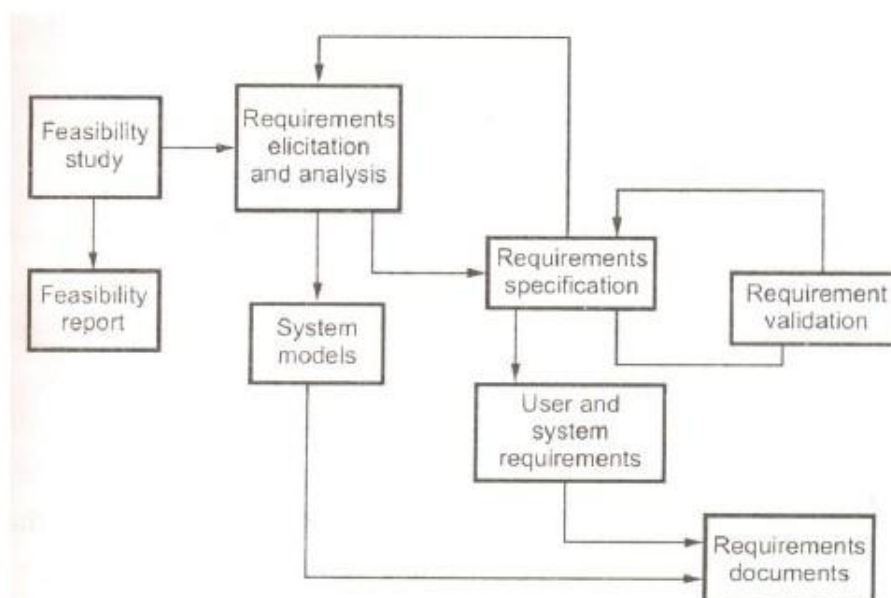 Feasibility
study
Requirements
elicitation
and analysis
Feasibility
report
System
models
Requirements
specification
Requirement
validation
User and
system
requirements
Requirements
documents